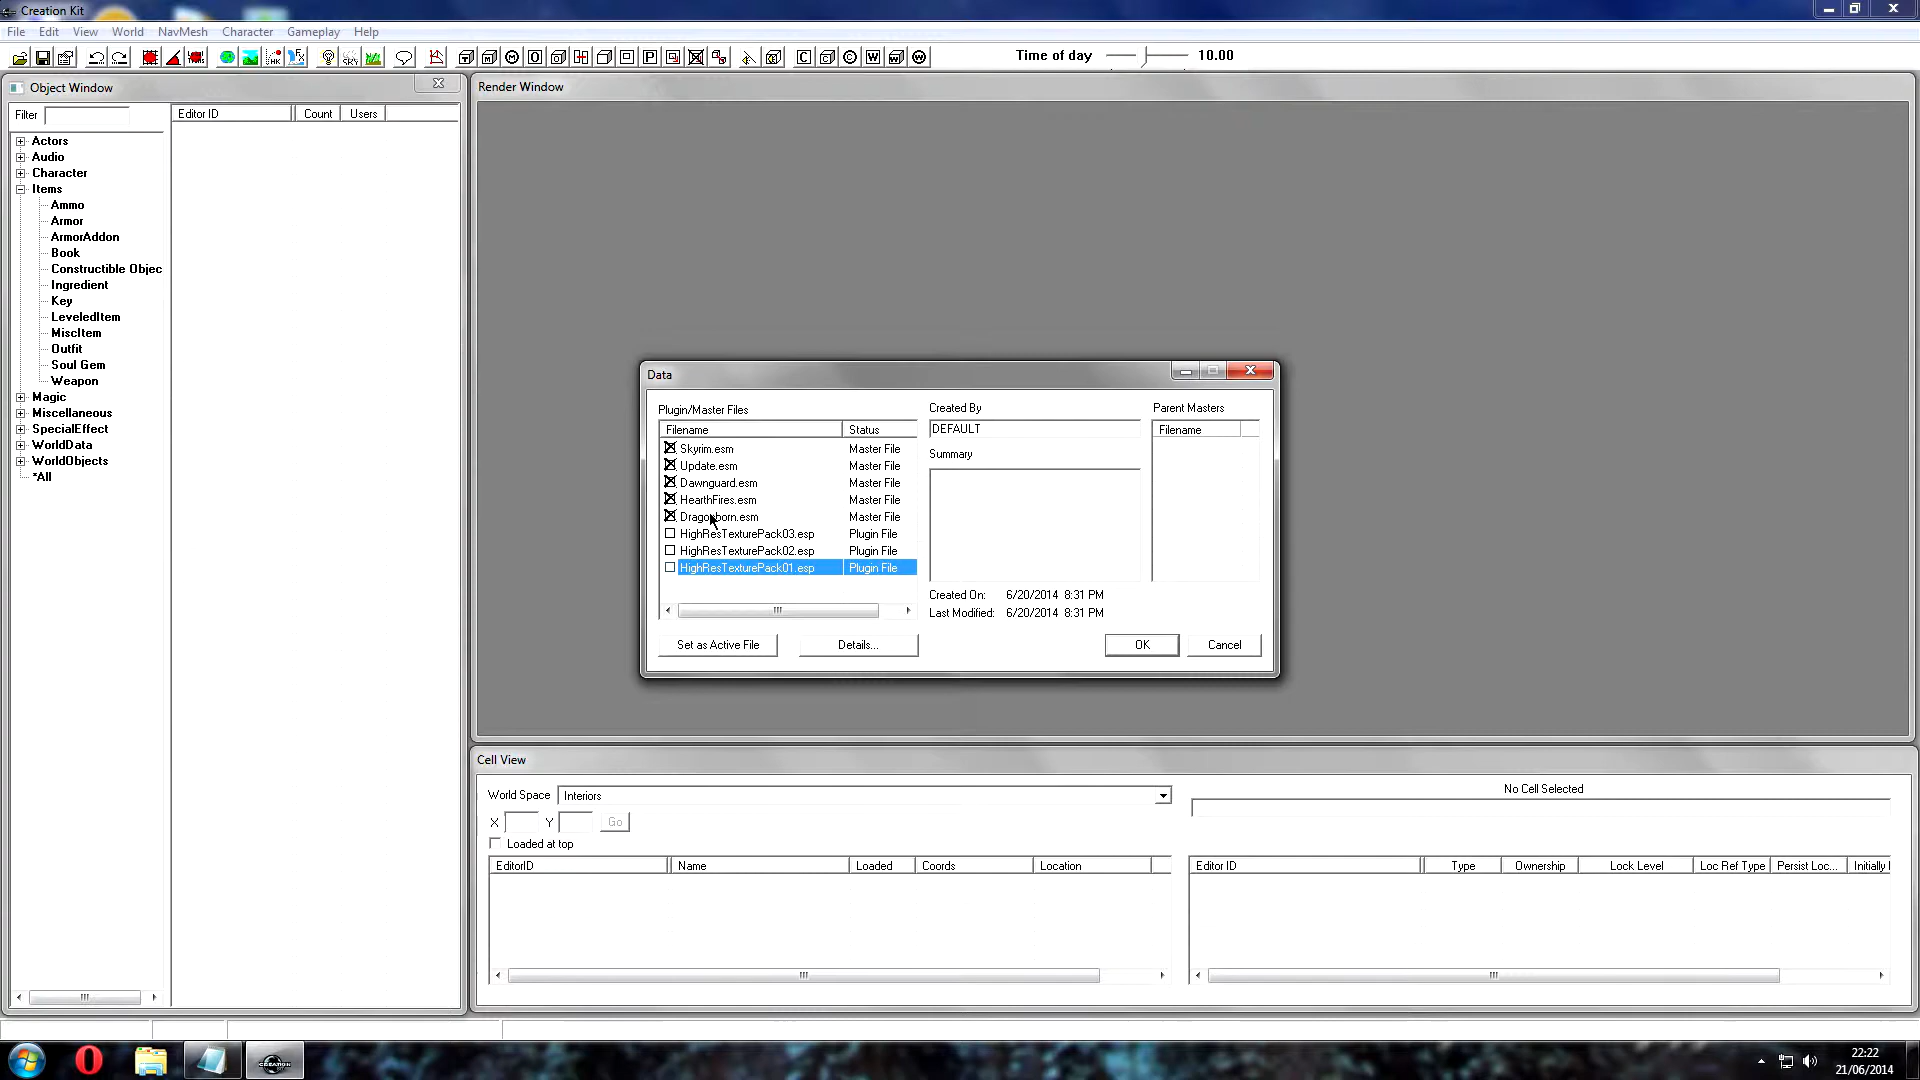 Creation Kit
File Edit View World NavMesh Character Gameplay Help
Time of day 10.00
Object Window
Filter
Editor ID Count Users
Actors
Audio
Character
Items
Ammo
Armor
ArmorAddon
Book
Constructible Objec
Ingredient
Key
LeveledItem
MiscItem
Outfit
Soul Gem
Weapon
Magic
Miscellaneous
SpecialEffect
WorldData
WorldObjects
*All
Render Window
Data
Plugin/Master Files
Filename Status
Skyrim.esm Master File
Update.esm Master File
Dawnguard.esm Master File
HearthFires.esm Master File
Dragonborn.esm Master File
HighResTexturePack03.esp Plugin File
HighResTexturePack02.esp Plugin File
HighResTexturePack01.esp Plugin File
Created By
DEFAULT
Summary
Parent Masters
Filename
Created On: 6/20/2014 8:31 PM
Last Modified: 6/20/2014 8:31 PM
Set as Active File Details... OK Cancel
Cell View
World Space Interiors
X Y Go
Loaded at top
EditorID Name Loaded Coords Location
No Cell Selected
Editor ID Type Ownership Lock Level Loc Ref Type Persist Loc... Initially
22:22
21/06/2014